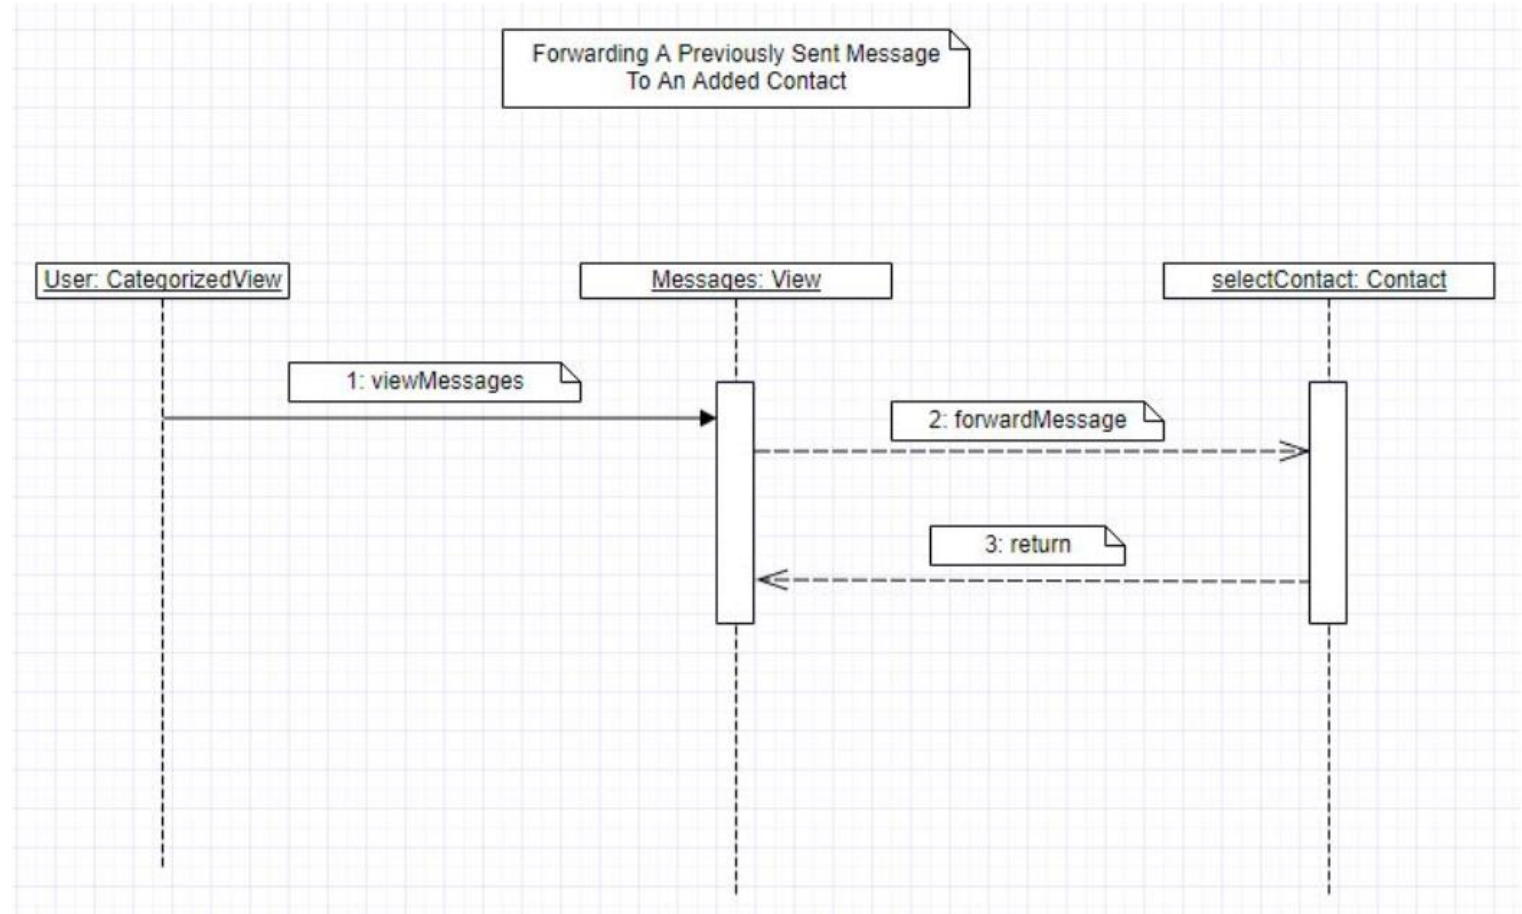 Forwarding A Previously Sent Message
To An Added Contact
User: CategorizedView
Messages: View
selectContact: Contact
1: viewMessages
2: forwardMessage
3: return